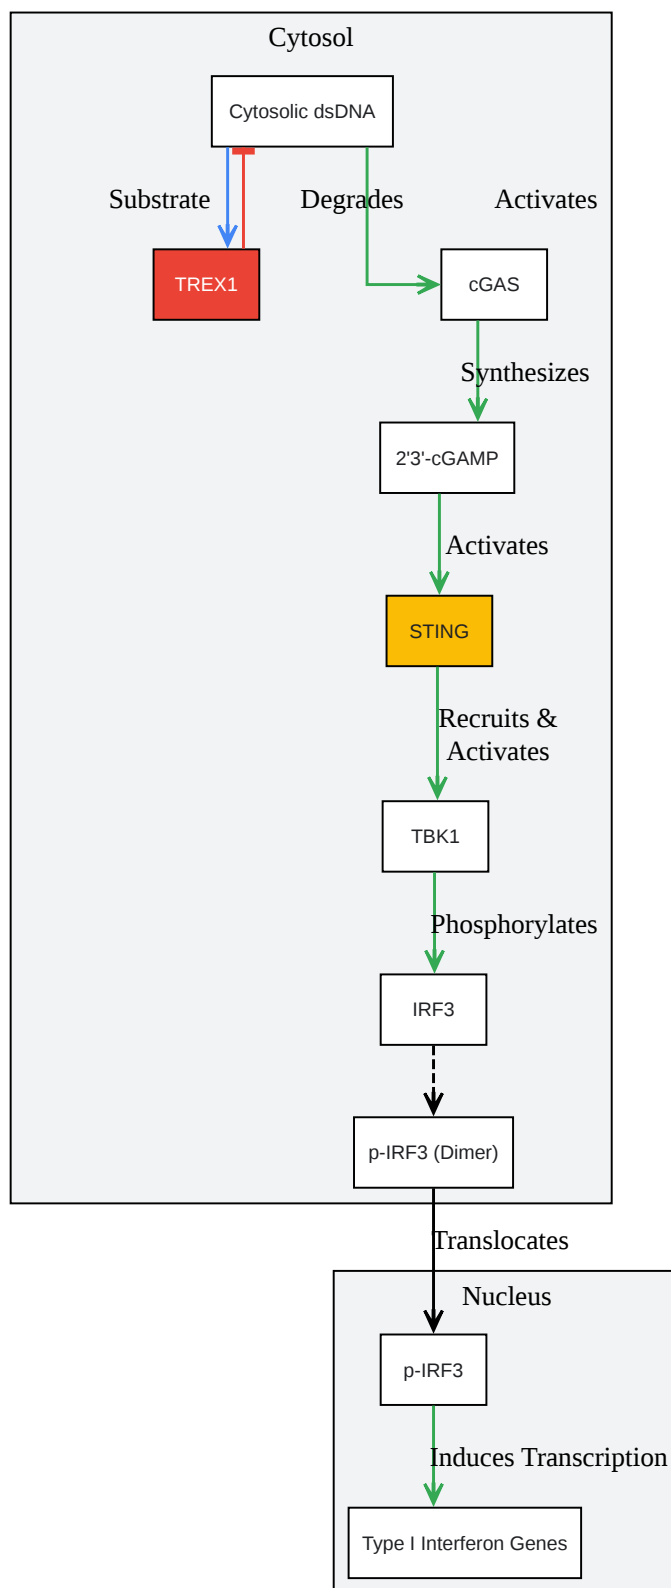 Cytosol
Cytosolic dsDNA
Substrate
Degrades
Activates
TREX1
cGAS
Synthesizes
2'3'-cGAMP
Activates
STING
Recruits &
Activates
TBK1
Phosphorylates
IRF3
p-IRF3 (Dimer)
Translocates
Nucleus
p-IRF3
Induces Transcription
Type I Interferon Genes